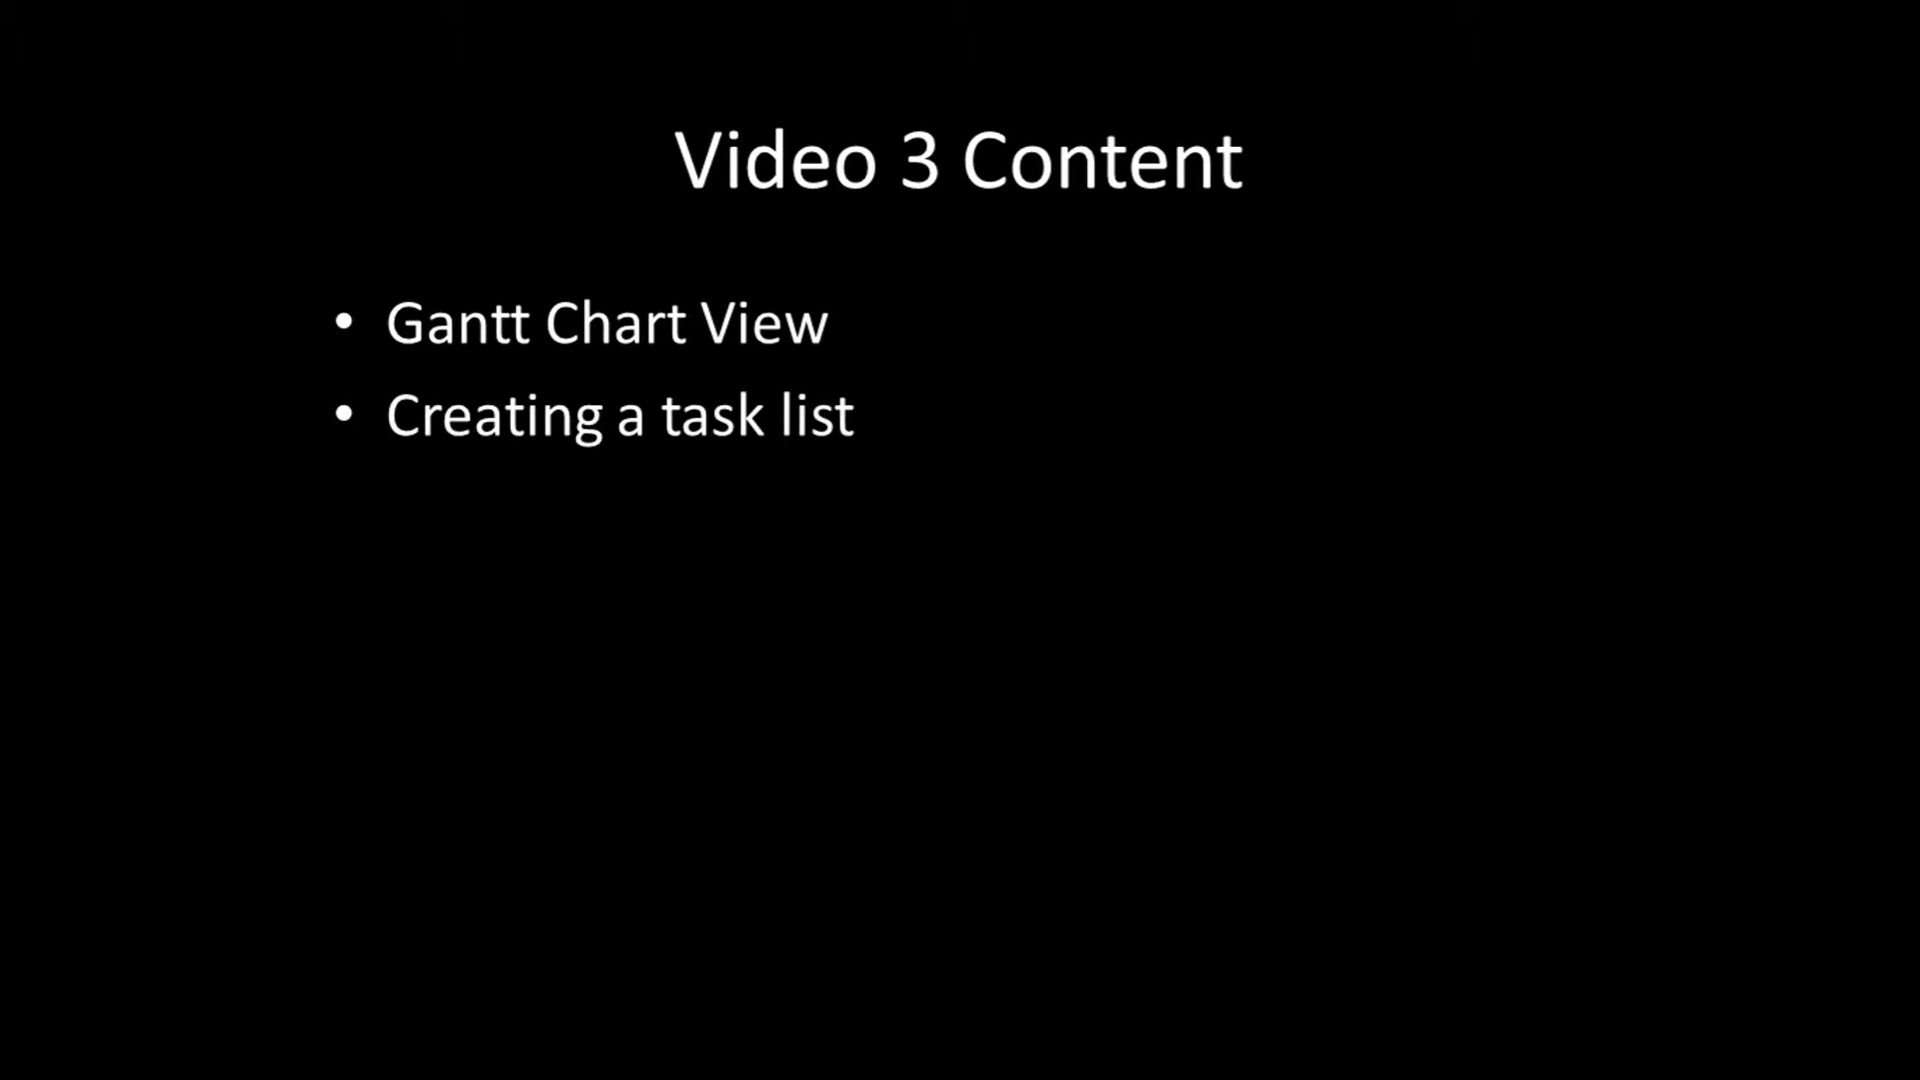 Video 3 Content
• Gantt Chart View
• Creating a task list